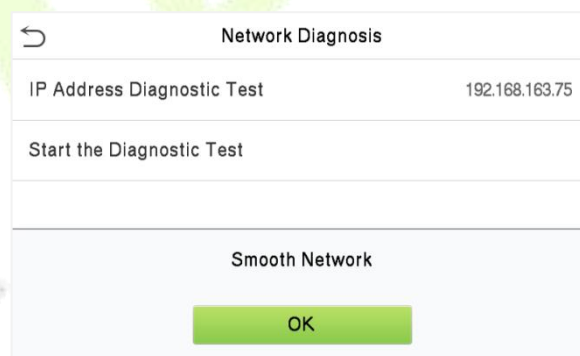 Network Diagnosis
IP Address Diagnostic Test 192.168.163.75
Start the Diagnostic Test
Smooth Network
OK